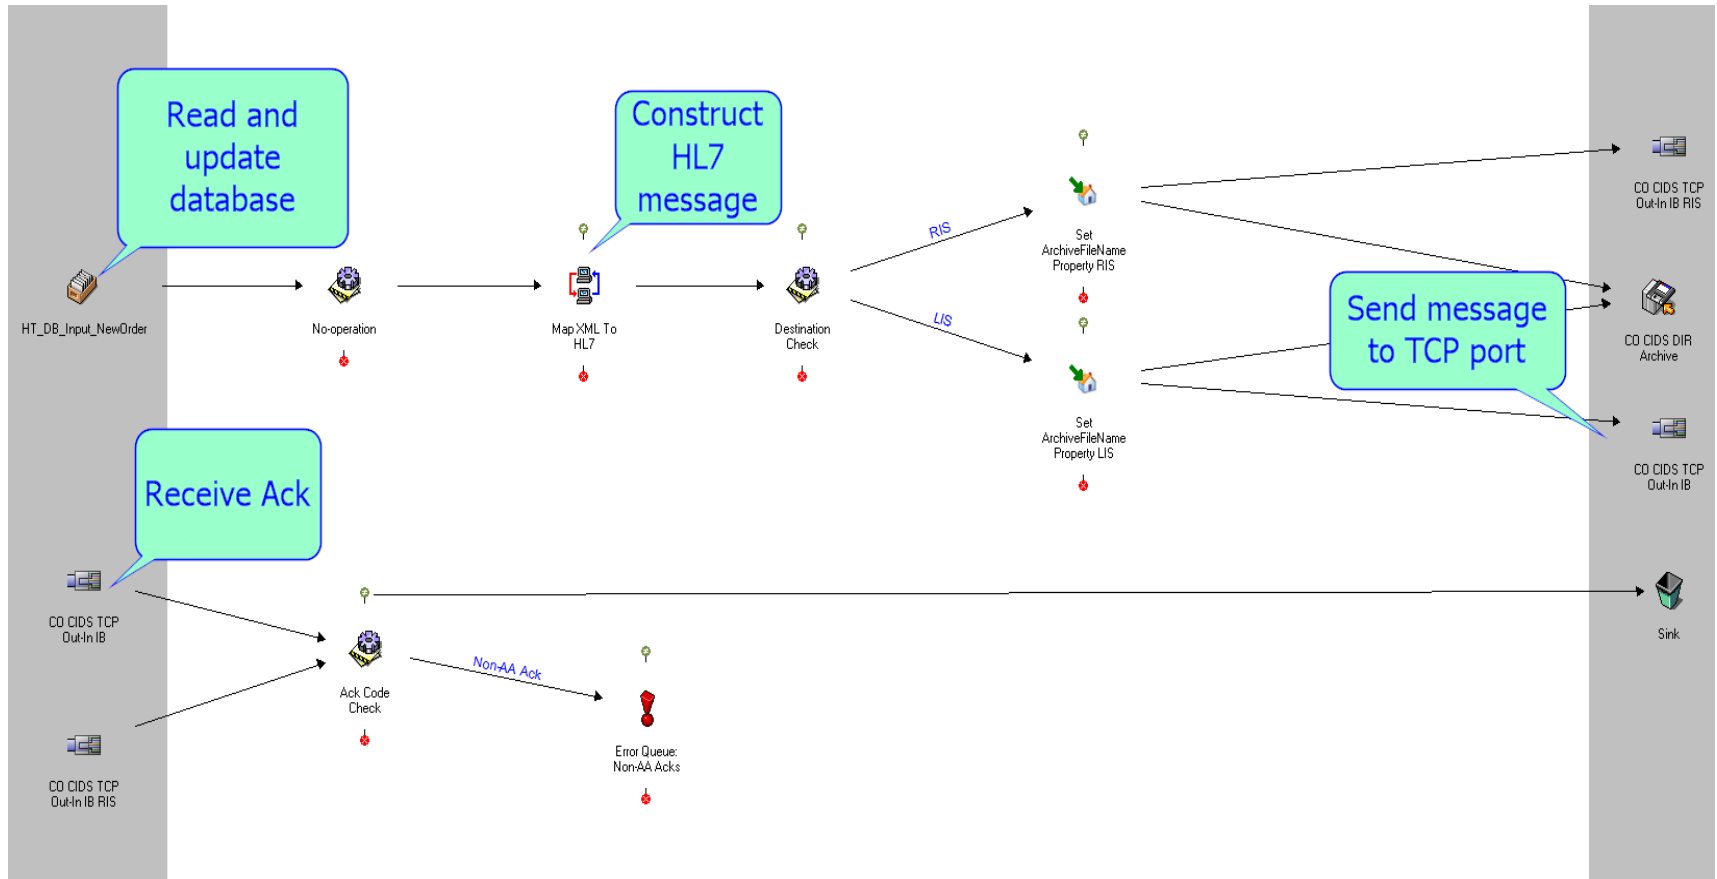 Read and
update
database
Construct
HL7
message
HT_DB_Input_NewOrder
No-operation
Map XML To
HL7
Destination
Check
RIS
LIS
Set
ArchiveFileName
Property RIS
Set
ArchiveFileName
Property LIS
CO CIDS TCP
Out-In IB RIS
Send message
to TCP port
CO CIDS DIR
Archive
CO CIDS TCP
Out-In IB
Receive Ack
CO CIDS TCP
Out-In IB
CO CIDS TCP
Out-In IB RIS
Ack Code
Check
Non-AA Ack
Error Queue:
Non-AA Acks
Sink